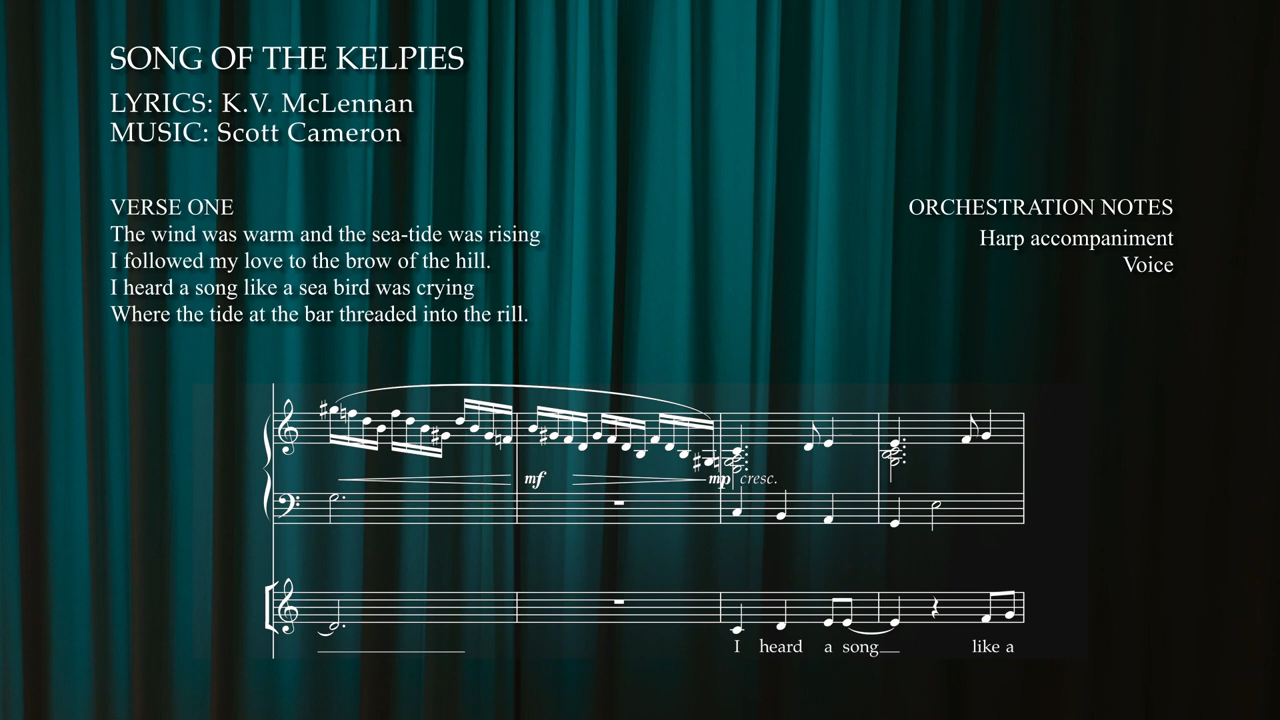 SONG OF THE KELPIES
LYRICS: K.V. McLennan
MUSIC: Scott Cameron
VERSE ONE
The wind was warm and the sea-tide was rising
I followed my love to the brow of the hill.
I heard a song like a sea bird was crying
Where the tide at the bar threaded into the rill.
ORCHESTRATION NOTES
Harp accompaniment
Voice
mf
mp cresc.
I heard a song like a